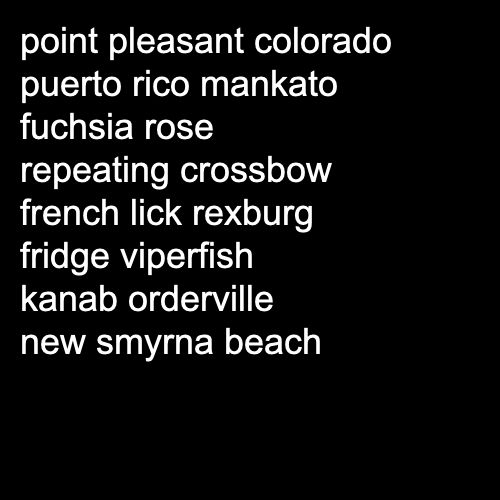 point pleasant colorado
puerto rico mankato
fuchsia rose
repeating crossbow
french lick rexburg
fridge viperfish
kanab orderville
new smyrna beach